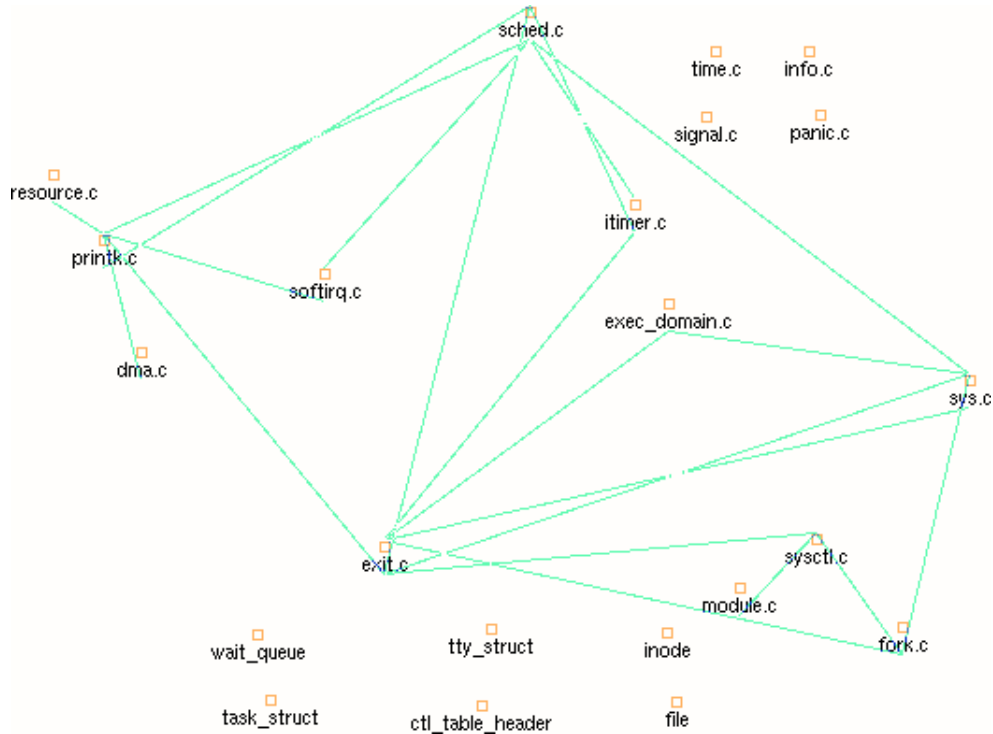 sched.c
time.c
info.c
signal.c
panic.c
resource.c
itimer.c
printk.c
softirq.c
exec_domain.c
dma.c
sys.c
exit.c
sysctl.c
module.c
fork.c
wait_queue
tty_struct
inode
task_struct
ctl_table_header
file